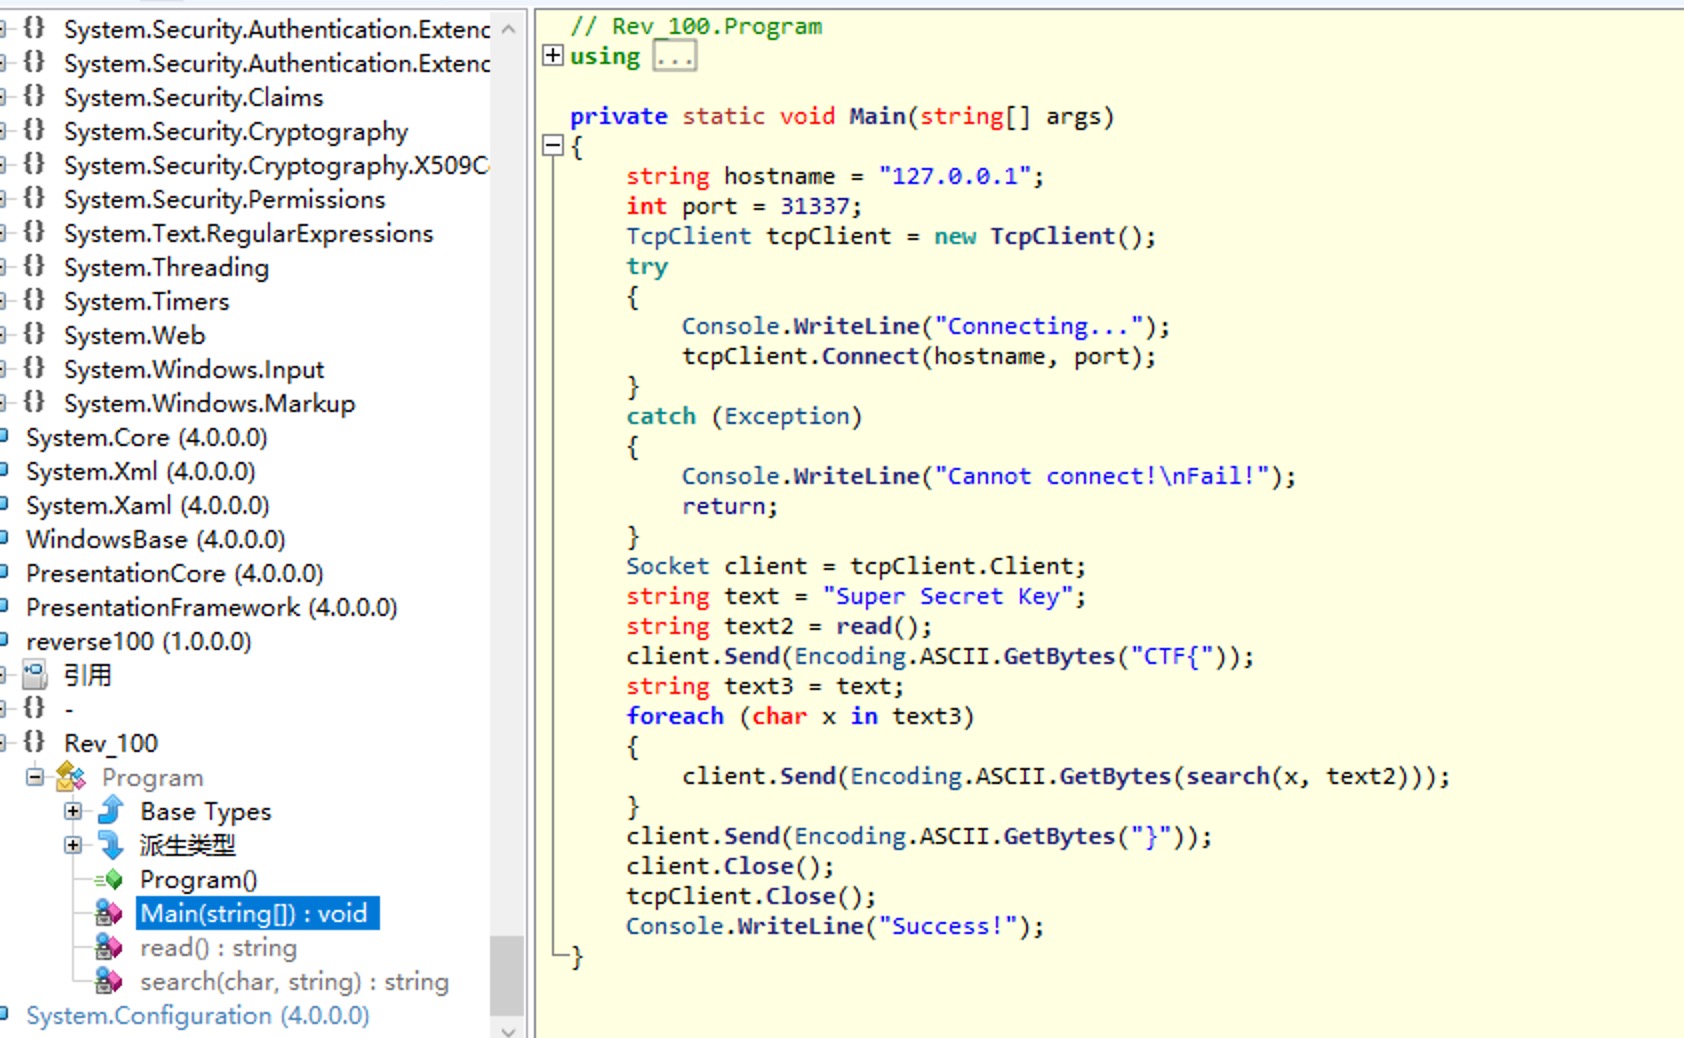 System.Security.Authentication.Extenc
System.Security.Authentication.Extenc
System.Security.Claims
System.Security.Cryptography
System.Security.Cryptography.X509C
System.Security.Permissions
System.Text.RegularExpressions
System.Threading
System.Timers
System.Web
System.Windows.Input
System.Windows.Markup
System.Core (4.0.0.0)
System.Xml (4.0.0.0)
System.Xaml (4.0.0.0)
WindowsBase (4.0.0.0)
PresentationCore (4.0.0.0)
PresentationFramework (4.0.0.0)
reverse100 (1.0.0.0)
引用
-
Rev_100
Program
Base Types
派生类型
Program()
Main(string[]) : void
read() : string
search(char, string) : string
System.Configuration (4.0.0.0)
// Rev_100.Program
using ...
private static void Main(string[] args)
{
string hostname = "127.0.0.1";
int port = 31337;
TcpClient tcpClient = new TcpClient();
try
{
Console.WriteLine("Connecting...");
tcpClient.Connect(hostname, port);
}
catch (Exception)
{
Console.WriteLine("Cannot connect!\nFail!");
return;
}
Socket client = tcpClient.Client;
string text = "Super Secret Key";
string text2 = read();
client.Send(Encoding.ASCII.GetBytes("CTF{"));
string text3 = text;
foreach (char x in text3)
{
client.Send(Encoding.ASCII.GetBytes(search(x, text2)));
}
client.Send(Encoding.ASCII.GetBytes("}"));
client.Close();
tcpClient.Close();
Console.WriteLine("Success!");
}